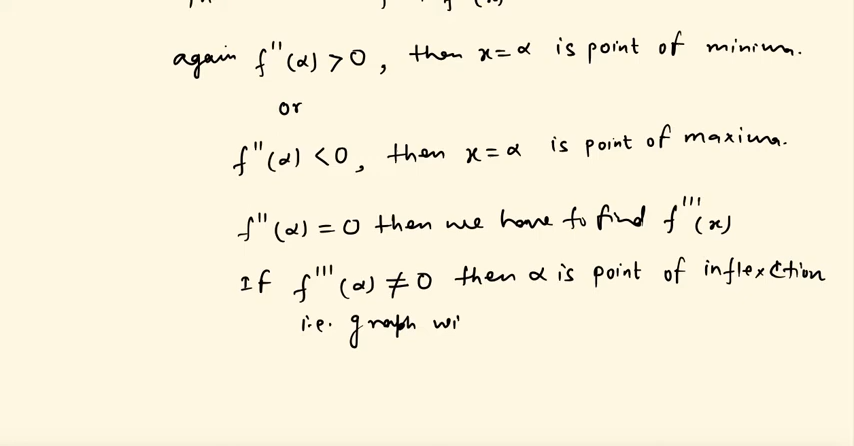 again f''(α) > 0, then x = α is point of minima.
or
f''(α) < 0, then x = α is point of maxima.
f''(α) = 0 then we have to find f'''(x)
If f'''(α) ≠ 0 then α is point of inflexction
i.e. graph wi